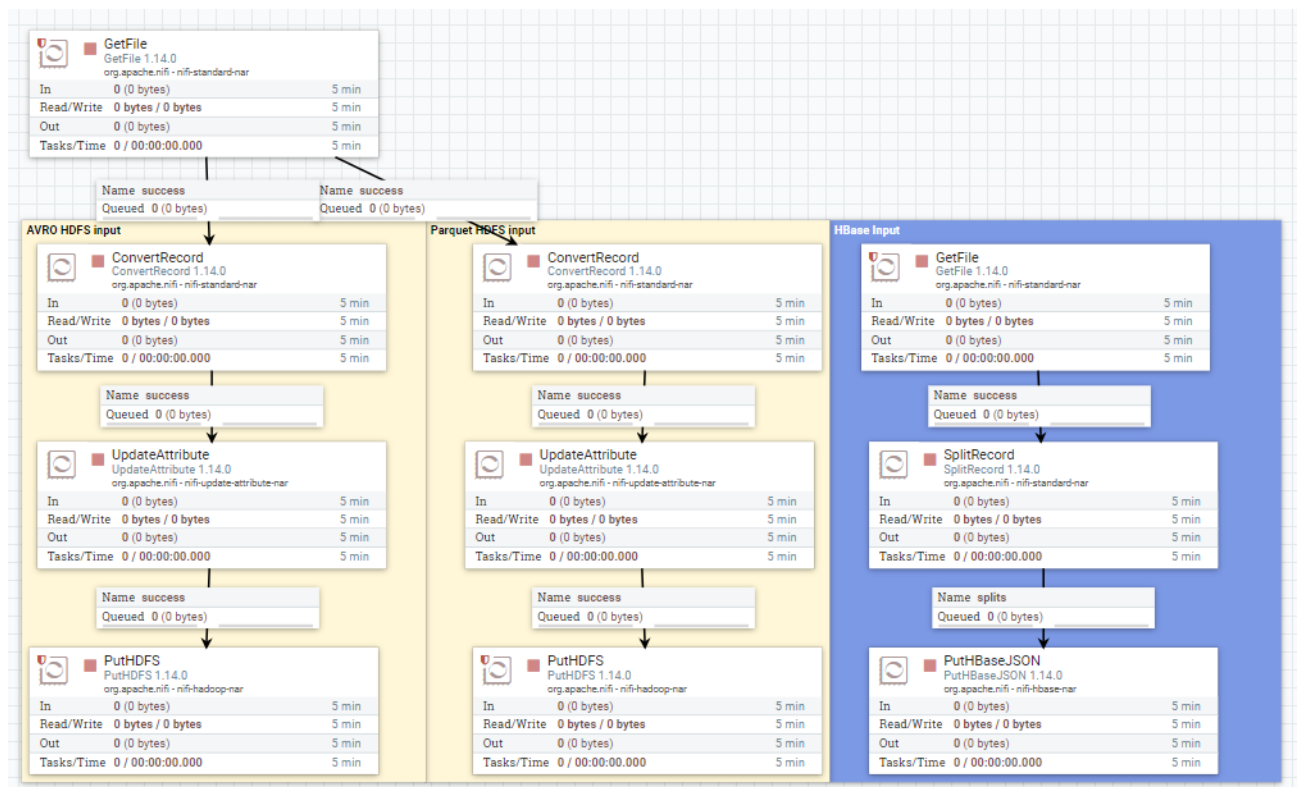 GetFile
GetFile 1.14.0
org.apache.nifi - nifi-standard-nar
In 0 (0 bytes) 5 min
Read/Write 0 bytes / 0 bytes 5 min
Out 0 (0 bytes) 5 min
Tasks/Time 0 / 00:00:00.000 5 min
Name success
Queued 0 (0 bytes)
Name success
Queued 0 (0 bytes)
AVRO HDFS input
ConvertRecord
ConvertRecord 1.14.0
org.apache.nifi - nifi-standard-nar
In 0 (0 bytes) 5 min
Read/Write 0 bytes / 0 bytes 5 min
Out 0 (0 bytes) 5 min
Tasks/Time 0 / 00:00:00.000 5 min
Name success
Queued 0 (0 bytes)
UpdateAttribute
UpdateAttribute 1.14.0
org.apache.nifi - nifi-update-attribute-nar
In 0 (0 bytes) 5 min
Read/Write 0 bytes / 0 bytes 5 min
Out 0 (0 bytes) 5 min
Tasks/Time 0 / 00:00:00.000 5 min
Name success
Queued 0 (0 bytes)
PutHDFS
PutHDFS 1.14.0
org.apache.nifi - nifi-hadoop-nar
In 0 (0 bytes) 5 min
Read/Write 0 bytes / 0 bytes 5 min
Out 0 (0 bytes) 5 min
Tasks/Time 0 / 00:00:00.000 5 min
Parquet HDFS input
ConvertRecord
ConvertRecord 1.14.0
org.apache.nifi - nifi-standard-nar
In 0 (0 bytes) 5 min
Read/Write 0 bytes / 0 bytes 5 min
Out 0 (0 bytes) 5 min
Tasks/Time 0 / 00:00:00.000 5 min
Name success
Queued 0 (0 bytes)
UpdateAttribute
UpdateAttribute 1.14.0
org.apache.nifi - nifi-update-attribute-nar
In 0 (0 bytes) 5 min
Read/Write 0 bytes / 0 bytes 5 min
Out 0 (0 bytes) 5 min
Tasks/Time 0 / 00:00:00.000 5 min
Name success
Queued 0 (0 bytes)
PutHDFS
PutHDFS 1.14.0
org.apache.nifi - nifi-hadoop-nar
In 0 (0 bytes) 5 min
Read/Write 0 bytes / 0 bytes 5 min
Out 0 (0 bytes) 5 min
Tasks/Time 0 / 00:00:00.000 5 min
HBase Input
GetFile
GetFile 1.14.0
org.apache.nifi - nifi-standard-nar
In 0 (0 bytes) 5 min
Read/Write 0 bytes / 0 bytes 5 min
Out 0 (0 bytes) 5 min
Tasks/Time 0 / 00:00:00.000 5 min
Name success
Queued 0 (0 bytes)
SplitRecord
SplitRecord 1.14.0
org.apache.nifi - nifi-standard-nar
In 0 (0 bytes) 5 min
Read/Write 0 bytes / 0 bytes 5 min
Out 0 (0 bytes) 5 min
Tasks/Time 0 / 00:00:00.000 5 min
Name splits
Queued 0 (0 bytes)
PutHBaseJSON
PutHBaseJSON 1.14.0
org.apache.nifi - nifi-hbase-nar
In 0 (0 bytes) 5 min
Read/Write 0 bytes / 0 bytes 5 min
Out 0 (0 bytes) 5 min
Tasks/Time 0 / 00:00:00.000 5 min